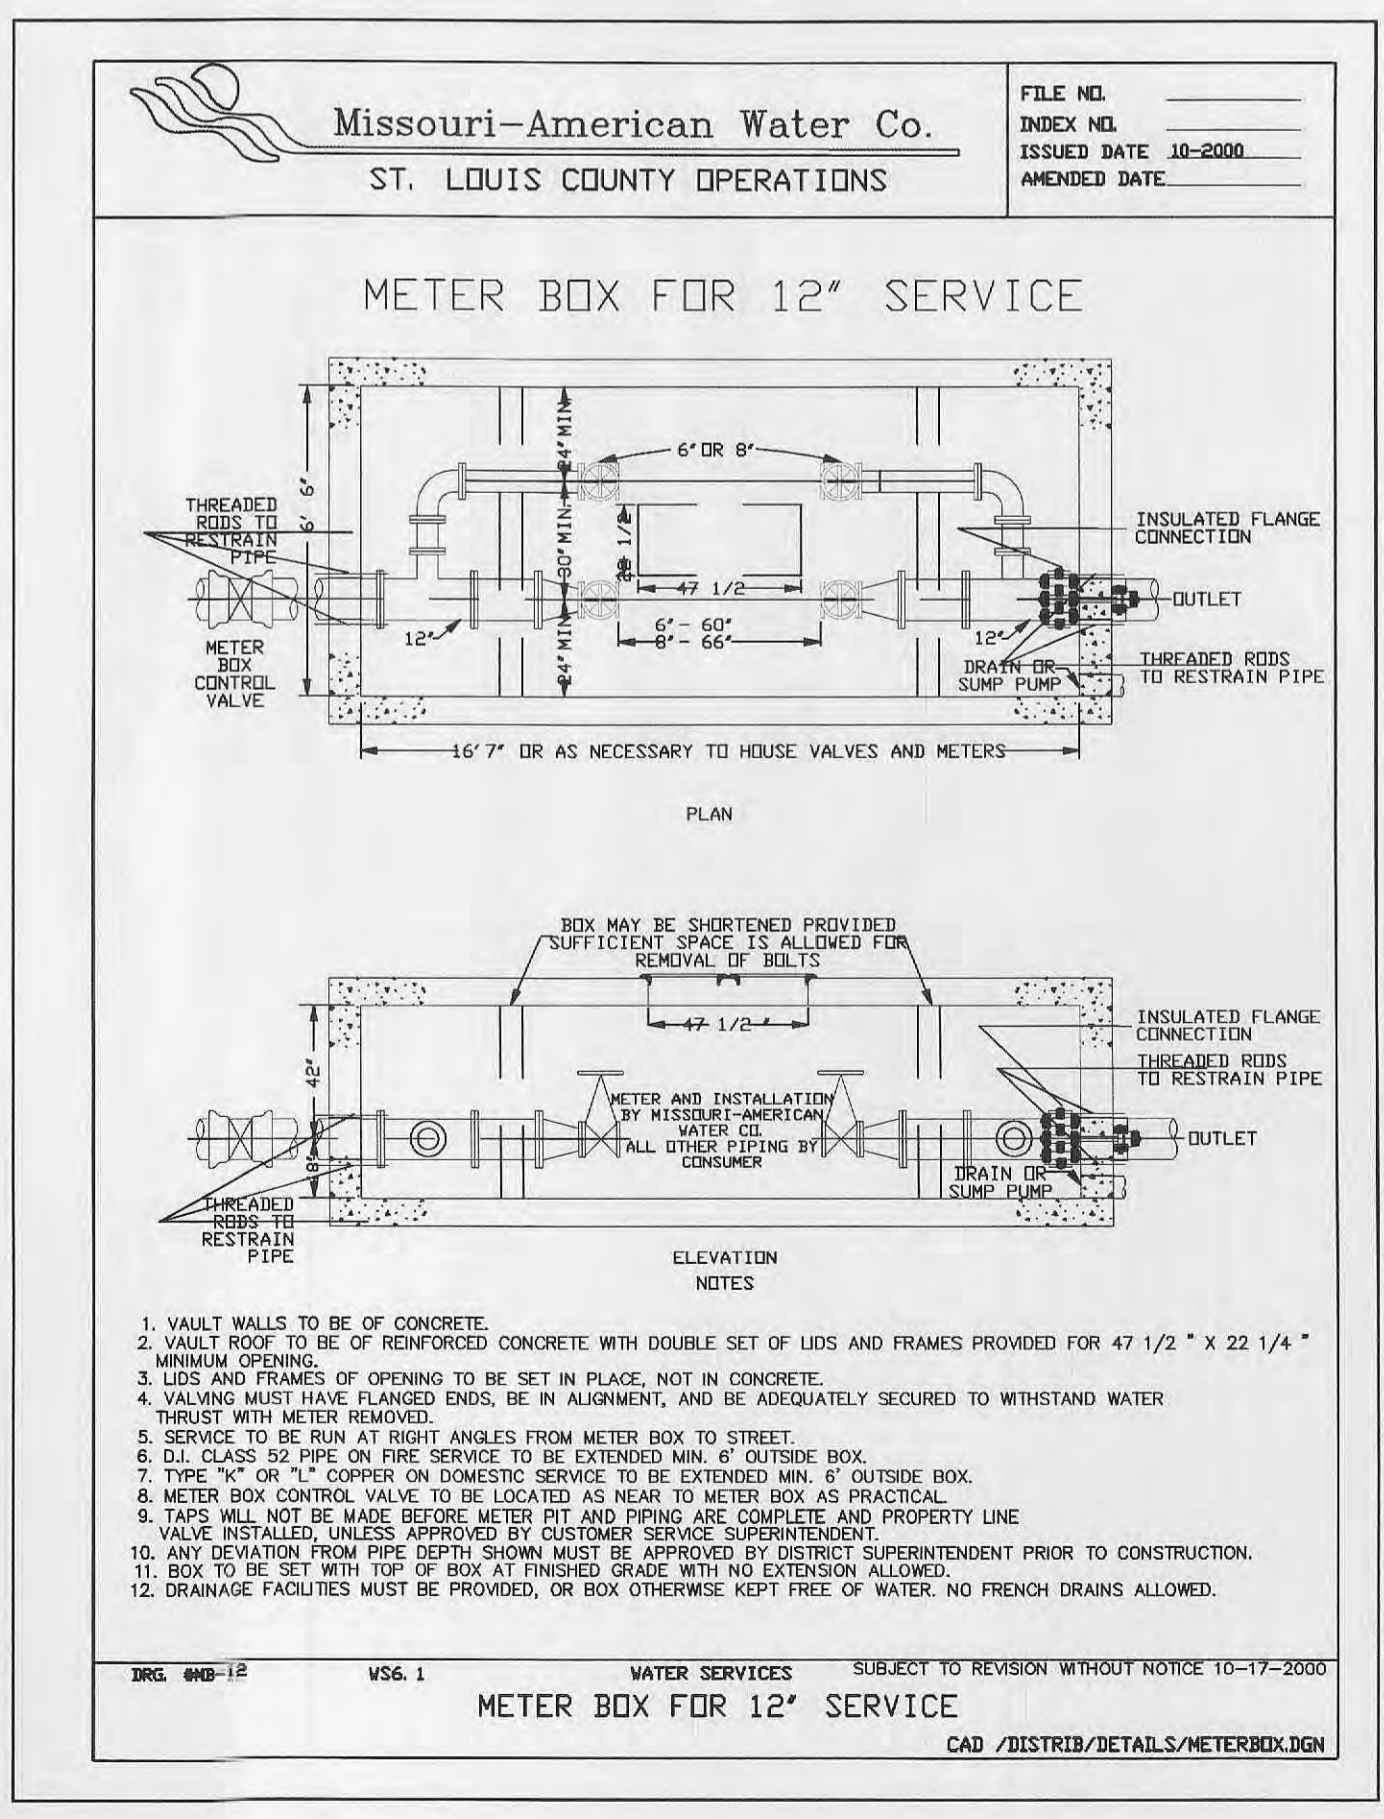 Missouri-American Water Co.
ST. LOUIS COUNTY OPERATIONS
FILE NO.
INDEX NO.
ISSUED DATE 10-2000
AMENDED DATE
METER BOX FOR 12" SERVICE
24" MIN
6" OR 8"
6' 6"
THREADED
RODS TO
RESTRAIN
PIPE
30" MIN.
22 1/2
47 1/2
INSULATED FLANGE
CONNECTION
OUTLET
METER
BOX
CONTROL
VALVE
12"
24" MIN
6" - 60"
8" - 66"
12"
DRAIN OR
SUMP PUMP
THREADED RODS
TO RESTRAIN PIPE
16' 7" OR AS NECESSARY TO HOUSE VALVES AND METERS
PLAN
BOX MAY BE SHORTENED PROVIDED
SUFFICIENT SPACE IS ALLOWED FOR
REMOVAL OF BOLTS
47 1/2 "
42"
INSULATED FLANGE
CONNECTION
THREADED RODS
TO RESTRAIN PIPE
METER AND INSTALLATION
BY MISSOURI-AMERICAN
WATER CO.
ALL OTHER PIPING BY
CONSUMER
OUTLET
DRAIN OR
SUMP PUMP
THREADED
RODS TO
RESTRAIN
PIPE
ELEVATION
NOTES
1. VAULT WALLS TO BE OF CONCRETE.
2. VAULT ROOF TO BE OF REINFORCED CONCRETE WITH DOUBLE SET OF LIDS AND FRAMES PROVIDED FOR 47 1/2 " X 22 1/4 "
MINIMUM OPENING.
3. LIDS AND FRAMES OF OPENING TO BE SET IN PLACE, NOT IN CONCRETE.
4. VALVING MUST HAVE FLANGED ENDS, BE IN ALIGNMENT, AND BE ADEQUATELY SECURED TO WITHSTAND WATER
THRUST WITH METER REMOVED.
5. SERVICE TO BE RUN AT RIGHT ANGLES FROM METER BOX TO STREET.
6. D.I. CLASS 52 PIPE ON FIRE SERVICE TO BE EXTENDED MIN. 6' OUTSIDE BOX.
7. TYPE "K" OR "L" COPPER ON DOMESTIC SERVICE TO BE EXTENDED MIN. 6' OUTSIDE BOX.
8. METER BOX CONTROL VALVE TO BE LOCATED AS NEAR TO METER BOX AS PRACTICAL.
9. TAPS WILL NOT BE MADE BEFORE METER PIT AND PIPING ARE COMPLETE AND PROPERTY LINE
VALVE INSTALLED, UNLESS APPROVED BY CUSTOMER SERVICE SUPERINTENDENT.
10. ANY DEVIATION FROM PIPE DEPTH SHOWN MUST BE APPROVED BY DISTRICT SUPERINTENDENT PRIOR TO CONSTRUCTION.
11. BOX TO BE SET WITH TOP OF BOX AT FINISHED GRADE WITH NO EXTENSION ALLOWED.
12. DRAINAGE FACILITIES MUST BE PROVIDED, OR BOX OTHERWISE KEPT FREE OF WATER. NO FRENCH DRAINS ALLOWED.
DRG. #MB-12
WS6. 1
WATER SERVICES
SUBJECT TO REVISION WITHOUT NOTICE 10-17-2000
METER BOX FOR 12" SERVICE
CAD /DISTRIB/DETAILS/METERBOX.DGN